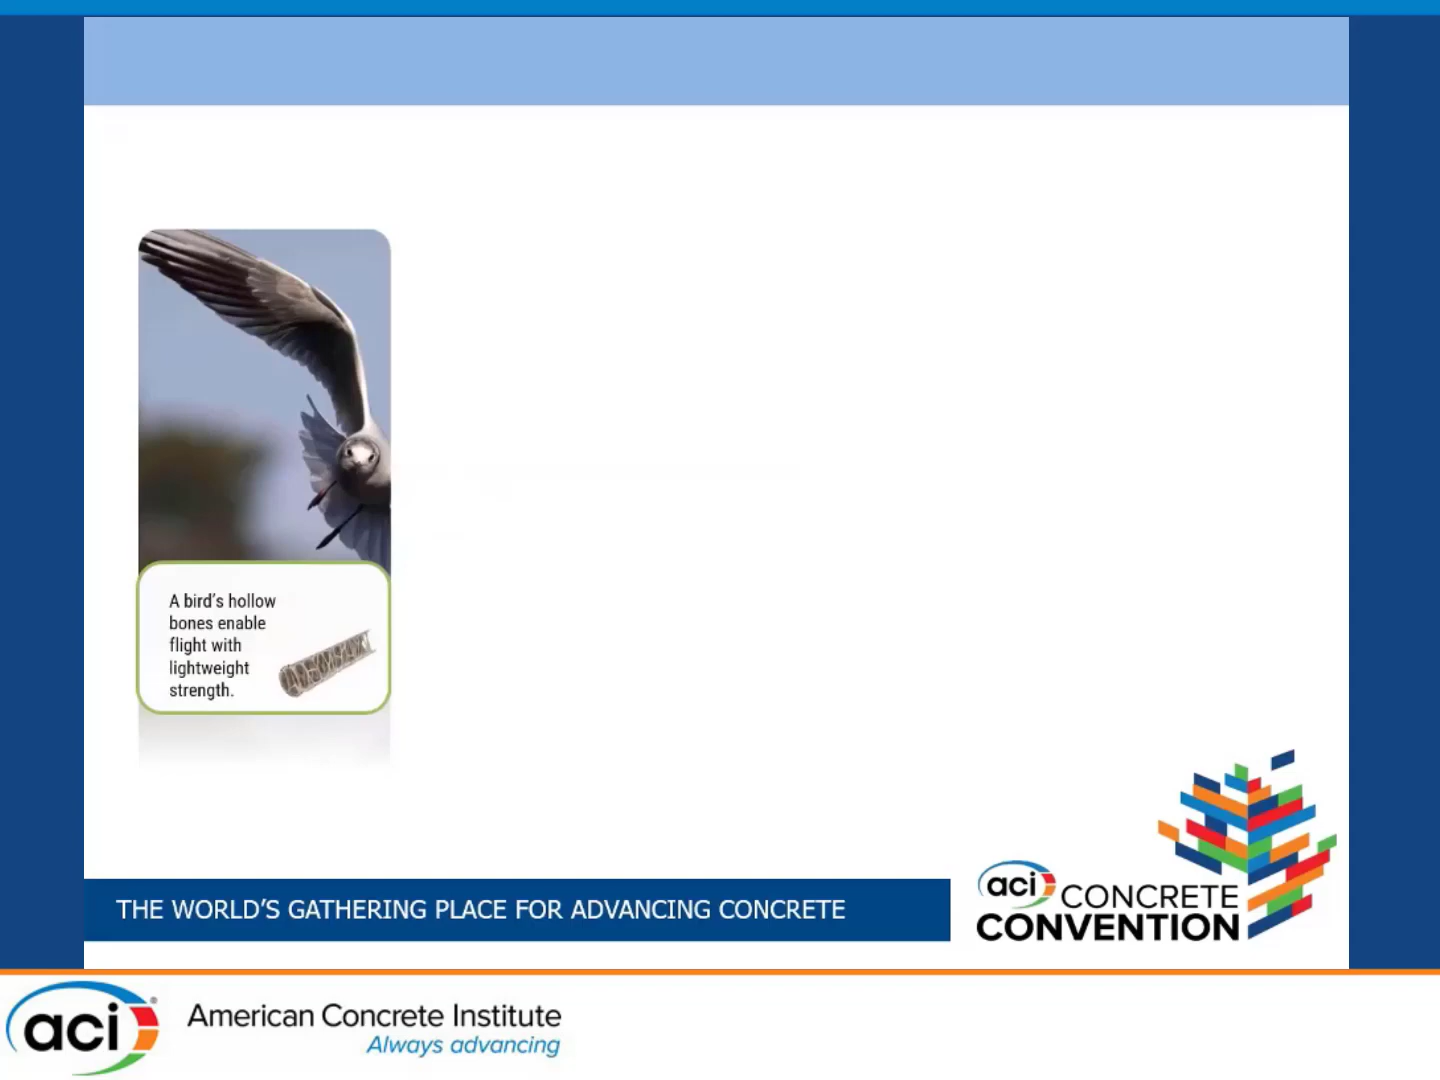 A bird's hollow
bones enable
flight with
lightweight
strength.
THE WORLD'S GATHERING PLACE FOR ADVANCING CONCRETE
aci CONCRETE
CONVENTION
aci®
American Concrete Institute
Always advancing